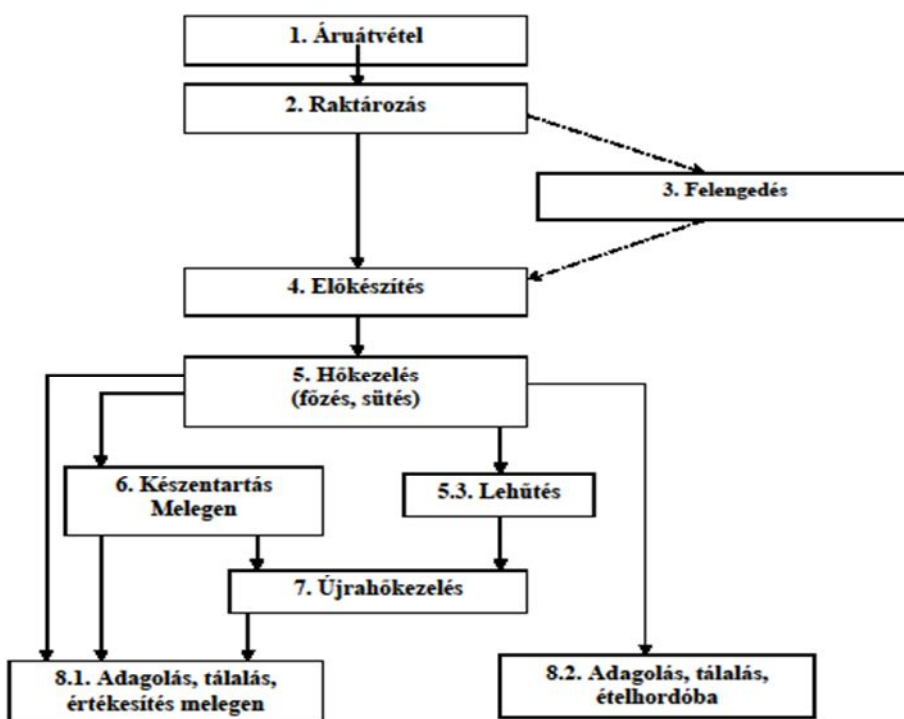 1. Áruátvétel
2. Raktározás
3. Felengedés
4. Előkészítés
5. Hőkezelés
(főzés, sütés)
6. Készentartás
Melegen
5.3. Lehűtés
7. Újrahőkezelés
8.1. Adagolás, tálalás,
értékesítés melegen
8.2. Adagolás, tálalás,
ételhordóba